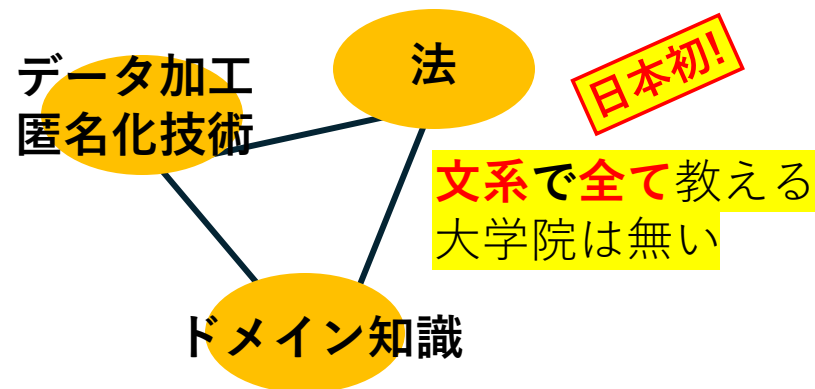 データ加工
匿名化技術
法
日本初!
文系で全て教える
大学院は無い
ドメイン知識